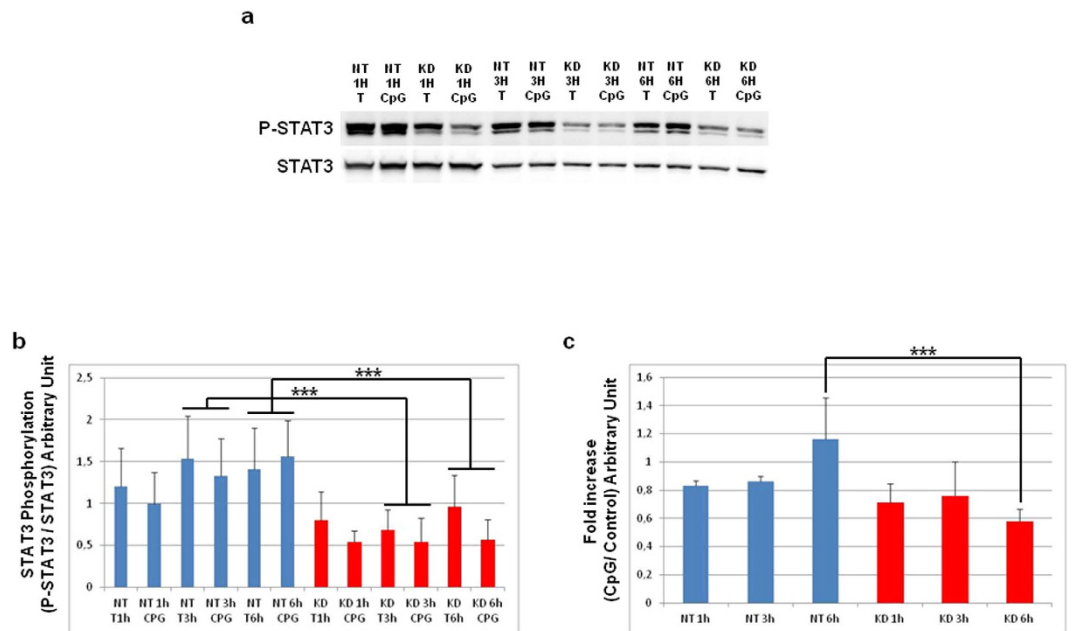 a
NT NT KD KD NT NT KD KD NT NT KD KD
1H 1H 1H 1H 3H 3H 3H 3H 6H 6H 6H 6H
T CpG T CpG T CpG T CpG T CpG T CpG
P-STAT3
STAT3
b
STAT3 Phosphorylation
(P-STAT3 / STAT3) Arbitrary Unit
2,5
2
1,5
1
0,5
0
***
***
NT NT 1h NT NT 3h NT NT 6h KD KD 1h KD KD 3h KD KD 6h
T1h CPG T3h CPG T6h CPG T1h CPG T3h CPG T6h CPG
c
Fold increase
(CpG/ Control) Arbitrary Unit
1.6
1.4
1.2
1
0.8
0.6
0.4
0.2
0
***
NT 1h NT 3h NT 6h KD 1h KD 3h KD 6h